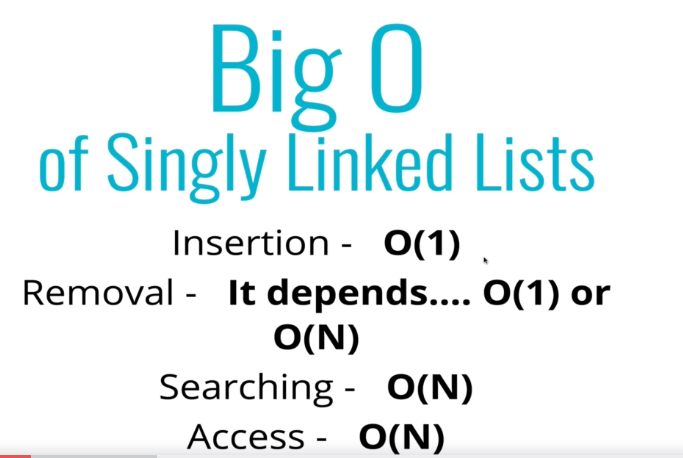 Big O
of Singly Linked Lists
Insertion - O(1)
Removal - It depends.... O(1) or
O(N)
Searching - O(N)
Access - O(N)